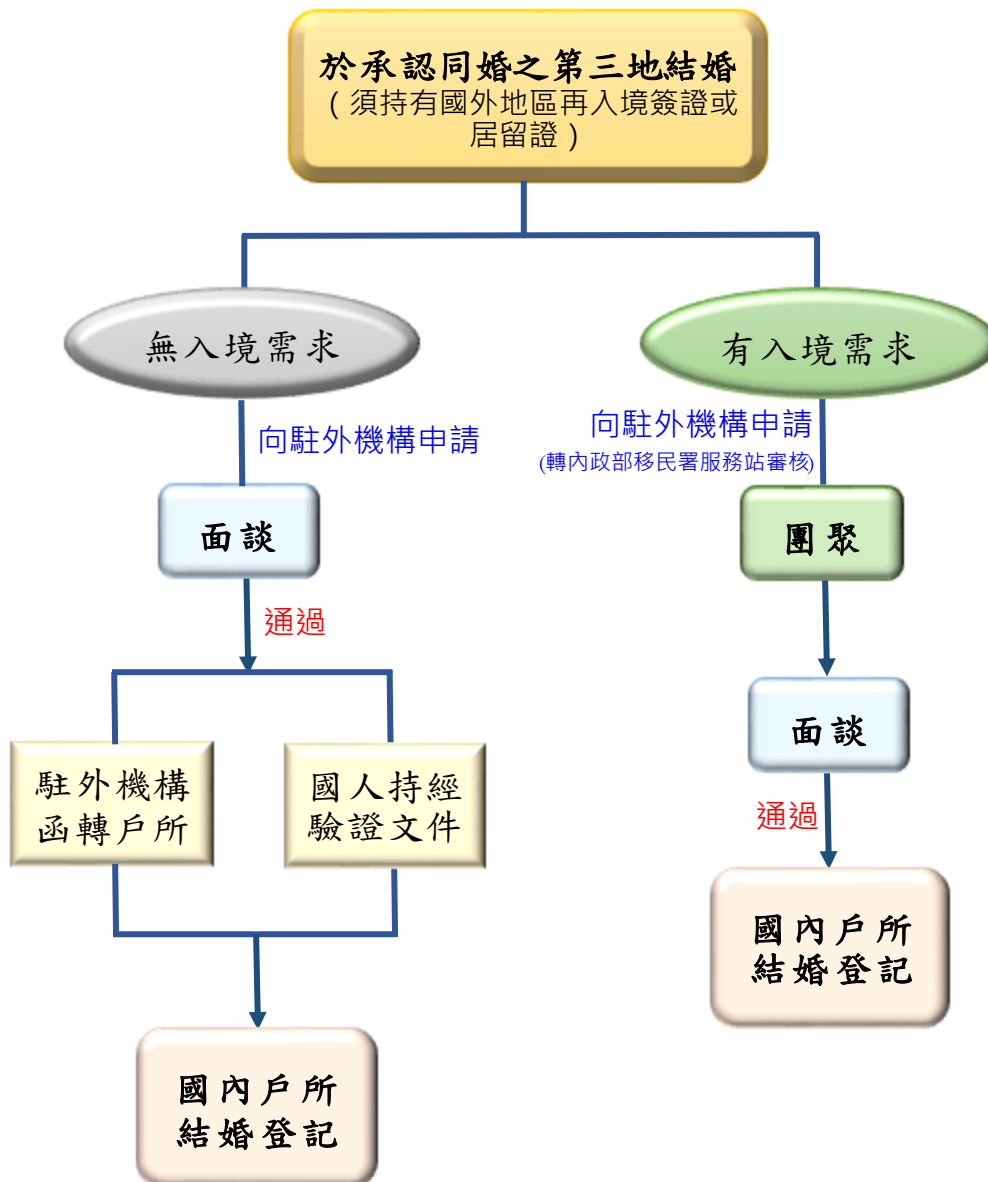 於承認同婚之第三地結婚
（須持有國外地區再入境簽證或
居留證）
無入境需求
有入境需求
向駐外機構申請
向駐外機構申請
(轉內政部移民署服務站審核)
面談
團聚
通過
面談
駐外機構
函轉戶所
國人持經
驗證文件
通過
國內戶所
結婚登記
國內戶所
結婚登記